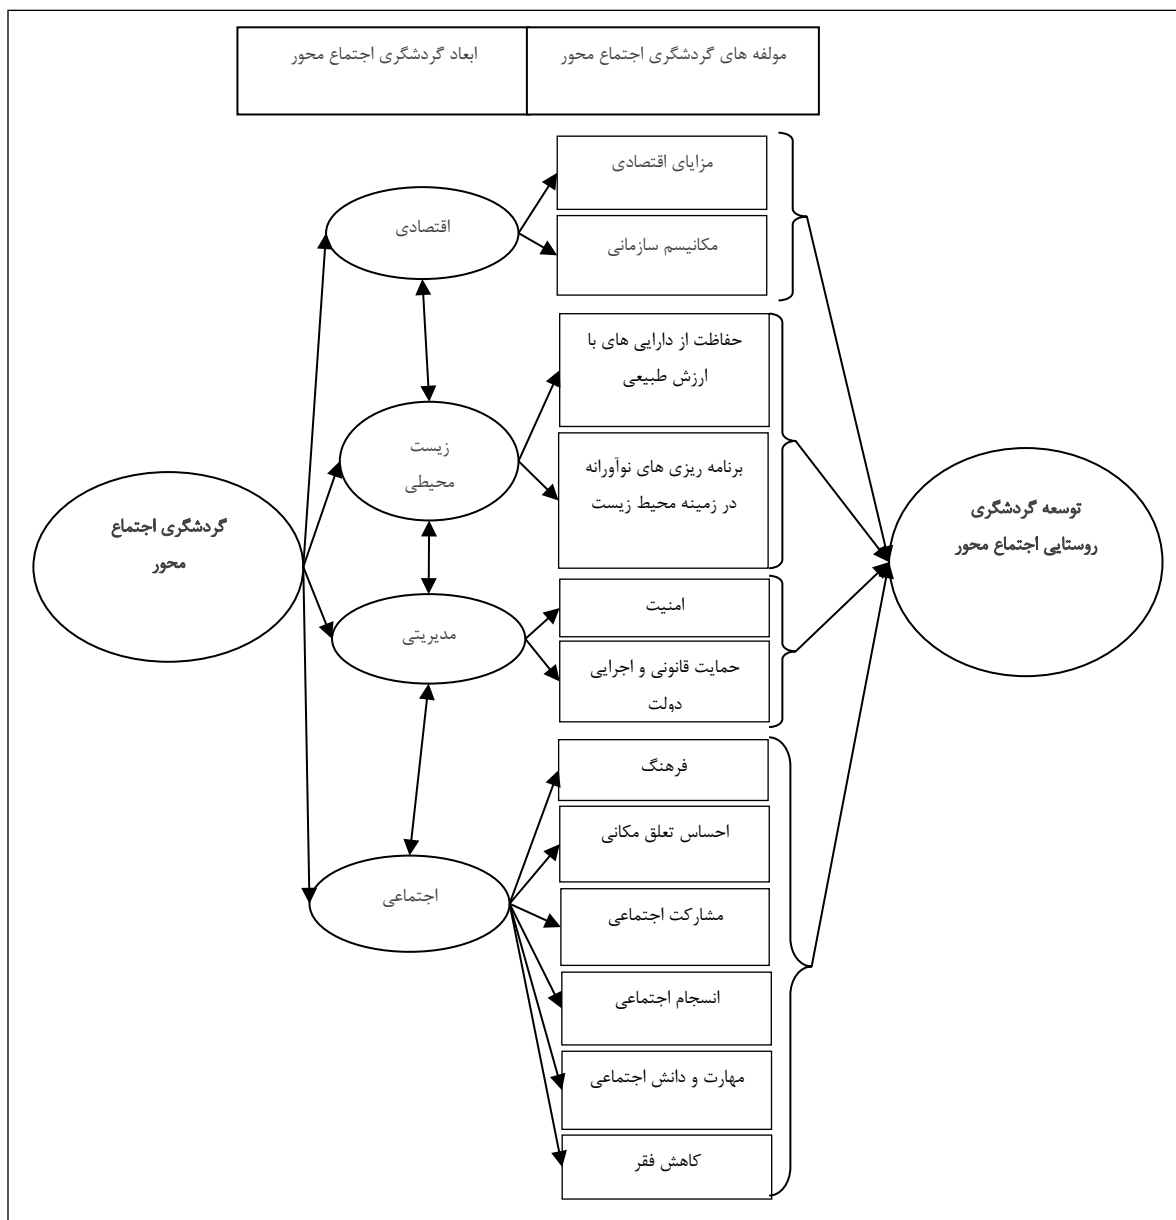 مولفه های گردشگری اجتماع محور
ابعاد گردشگری اجتماع محور
مزایای اقتصادی
اقتصادی
مکانیسم سازمانی
حفاظت از دارایی های با
ارزش طبیعی
زیست
محیطی
برنامه ریزی های نوآورانه
در زمینه محیط زیست
توسعه گردشگری
روستایی اجتماع محور
گردشگری اجتماع
محور
امنیت
مدیریتی
حمایت قانونی و اجرایی
دولت
فرهنگ
احساس تعلق مکانی
اجتماعی
مشارکت اجتماعی
انسجام اجتماعی
مهارت و دانش اجتماعی
کاهش فقر